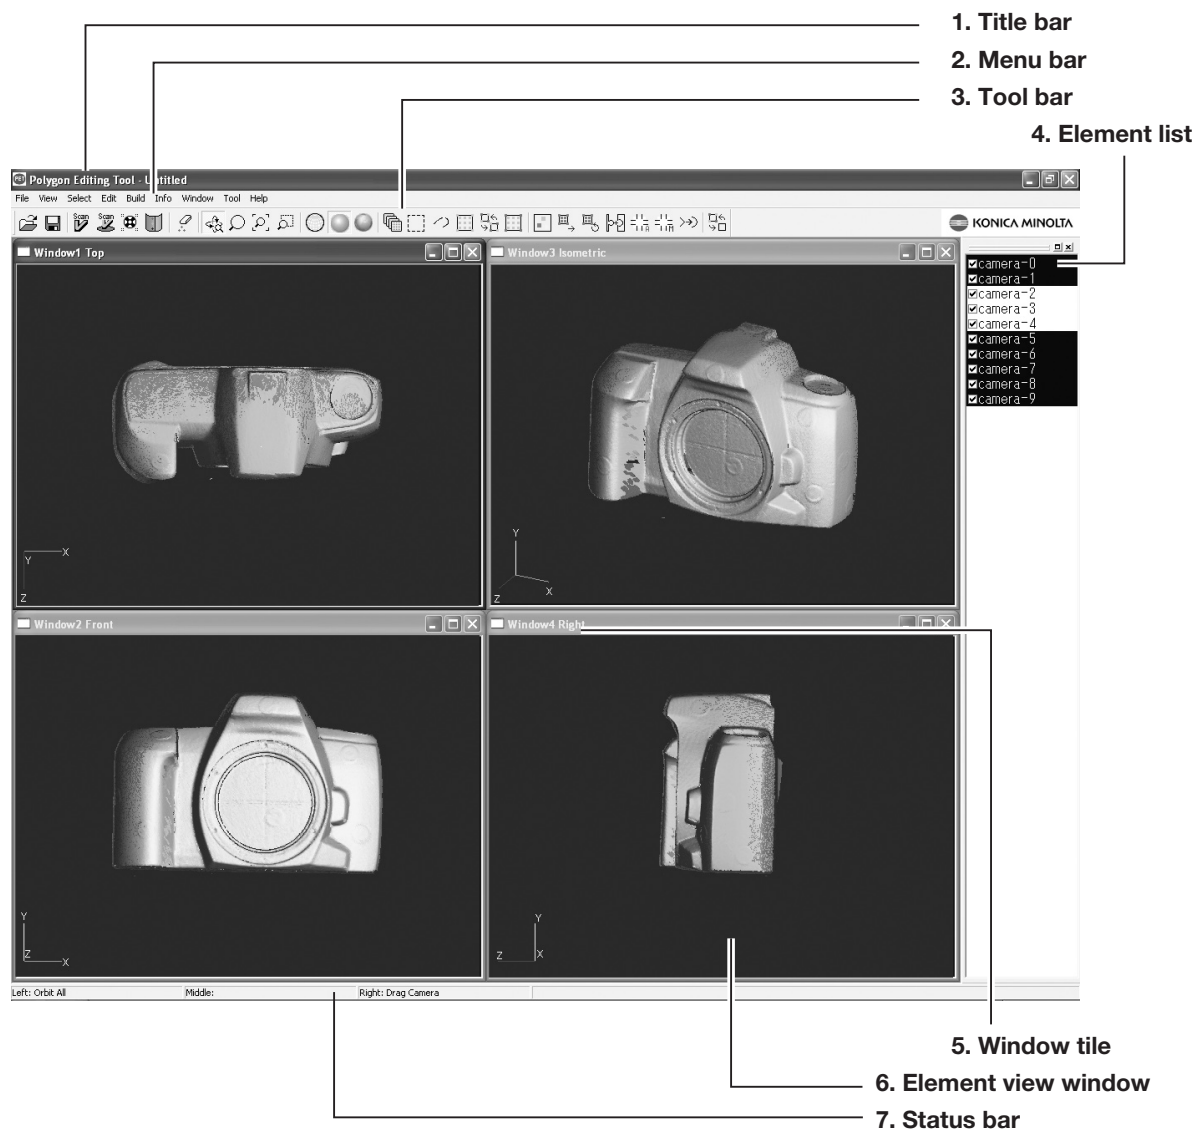 1. Title bar
2. Menu bar
3. Tool bar
4. Element list
PET Polygon Editing Tool - Untitled
File View Select Edit Build Info Window Tool Help
Scan Scan
KONICA MINOLTA
Window1 Top
Window3 Isometric
camera-0
camera-1
camera-2
camera-3
camera-4
camera-5
camera-6
camera-7
camera-8
camera-9
X
Y
Z
Y
X
Z
Window2 Front
Window4 Right
Y
Z
X
Y
Z
X
Left: Orbit All Middle: Right: Drag Camera
5. Window tile
6. Element view window
7. Status bar